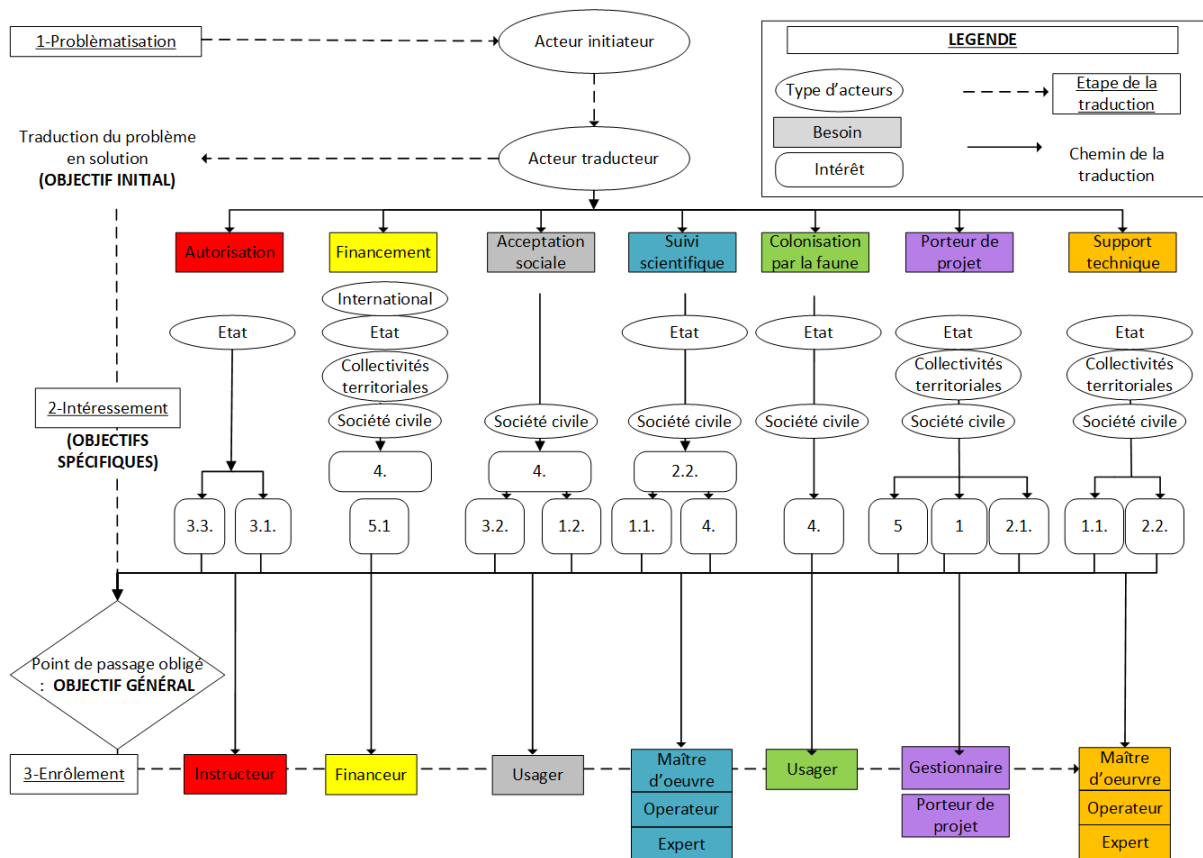 1-Problèmatisation
Acteur initiateur
LEGENDE
Type d'acteurs
Etape de la
traduction
Besoin
Intérêt
Chemin de la
traduction
Traduction du problème
en solution
(OBJECTIF INITIAL)
Acteur traducteur
Autorisation
Financement
Acceptation
sociale
Suivi
scientifique
Colonisation
par la faune
Porteur de
projet
Support
technique
International
Etat
Etat
Etat
Etat
Etat
Etat
Collectivités
territoriales
Collectivités
territoriales
Collectivités
territoriales
2-Intéressement
(OBJECTIFS
SPÉCIFIQUES)
Société civile
Société civile
Société civile
Société civile
Société civile
Société civile
4.
4.
2.2.
3.3.
3.1.
5.1
3.2.
1.2.
1.1.
4.
4.
5
1
2.1.
1.1.
2.2.
Point de passage obligé
: OBJECTIF GÉNÉRAL
3-Enrôlement
Instructeur
Financeur
Usager
Maître
d'oeuvre
Operateur
Expert
Usager
Gestionnaire
Porteur de
projet
Maître
d'oeurvre
Operateur
Expert